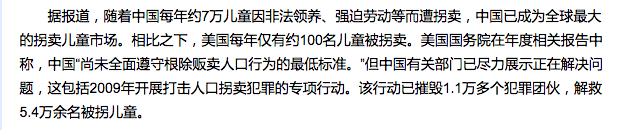 据报道，随着中国每年约7万儿童因非法领养、强迫劳动等而遭拐卖，中国已成为全球最大
的拐卖儿童市场。相比之下，美国每年仅有约100名儿童被拐卖。美国国务院在年度相关报告中
称，中国“尚未全面遵守根除贩卖人口行为的最低标准。”但中国有关部门已尽力展示正在解决问
题，这包括2009年开展打击人口拐卖犯罪的专项行动。该行动已摧毁1.1万多个犯罪团伙，解救
5.4万余名被拐儿童。